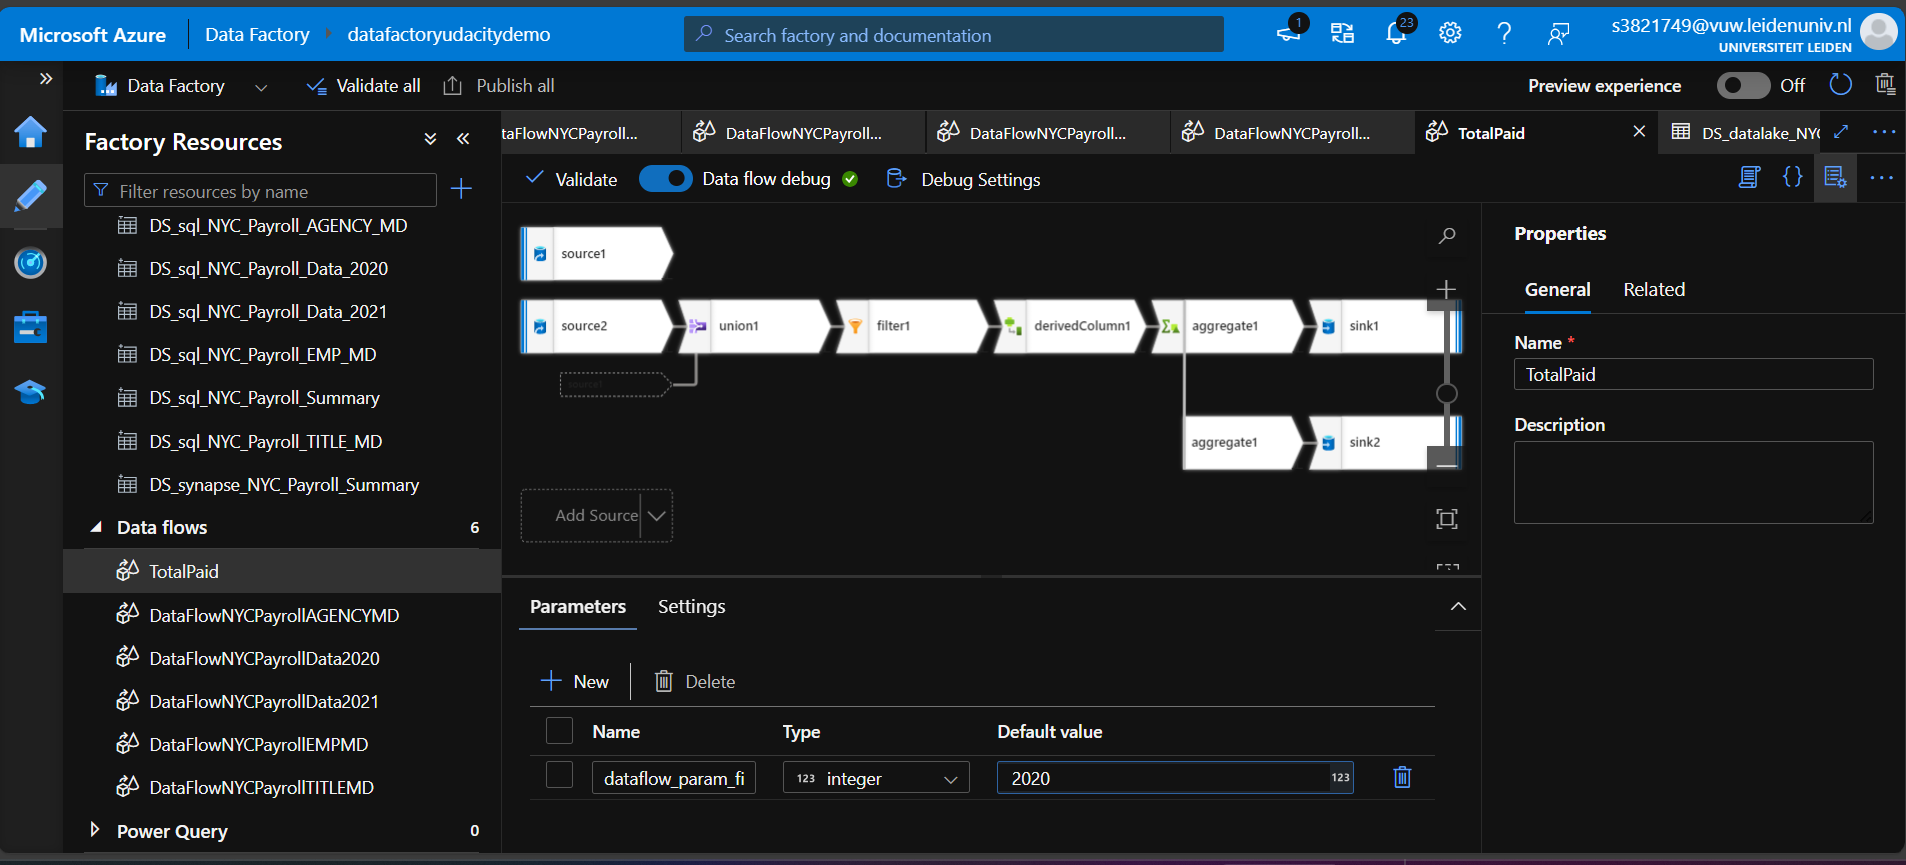 Microsoft Azure
Data Factory
datafactoryudacitydemo
Search factory and documentation
1
23
s3821749@vuw.leidenuniv.nl
UNIVERSITEIT LEIDEN
Data Factory
Validate all
Publish all
Preview experience
Off
Factory Resources
Filter resources by name
DS_sql_NYC_Payroll_AGENCY_MD
DS_sql_NYC_Payroll_Data_2020
DS_sql_NYC_Payroll_Data_2021
DS_sql_NYC_Payroll_EMP_MD
DS_sql_NYC_Payroll_Summary
DS_sql_NYC_Payroll_TITLE_MD
DS_synapse_NYC_Payroll_Summary
Data flows 6
TotalPaid
DataFlowNYCPayrollAGENCYMD
DataFlowNYCPayrollData2020
DataFlowNYCPayrollData2021
DataFlowNYCPayrollEMPMD
DataFlowNYCPayrollTITLEMD
Power Query 0
taFlowNYCPayroll...
DataFlowNYCPayroll...
DataFlowNYCPayroll...
DataFlowNYCPayroll...
TotalPaid
DS_datalake_NYC
Validate
Data flow debug
Debug Settings
source1
source2
union1
filter1
derivedColumn1
aggregate1
sink1
source1
aggregate1
sink2
Add Source
Parameters
Settings
New
Delete
Name
Type
Default value
dataflow_param_fi
123 integer
2020
123
Properties
General
Related
Name *
TotalPaid
Description